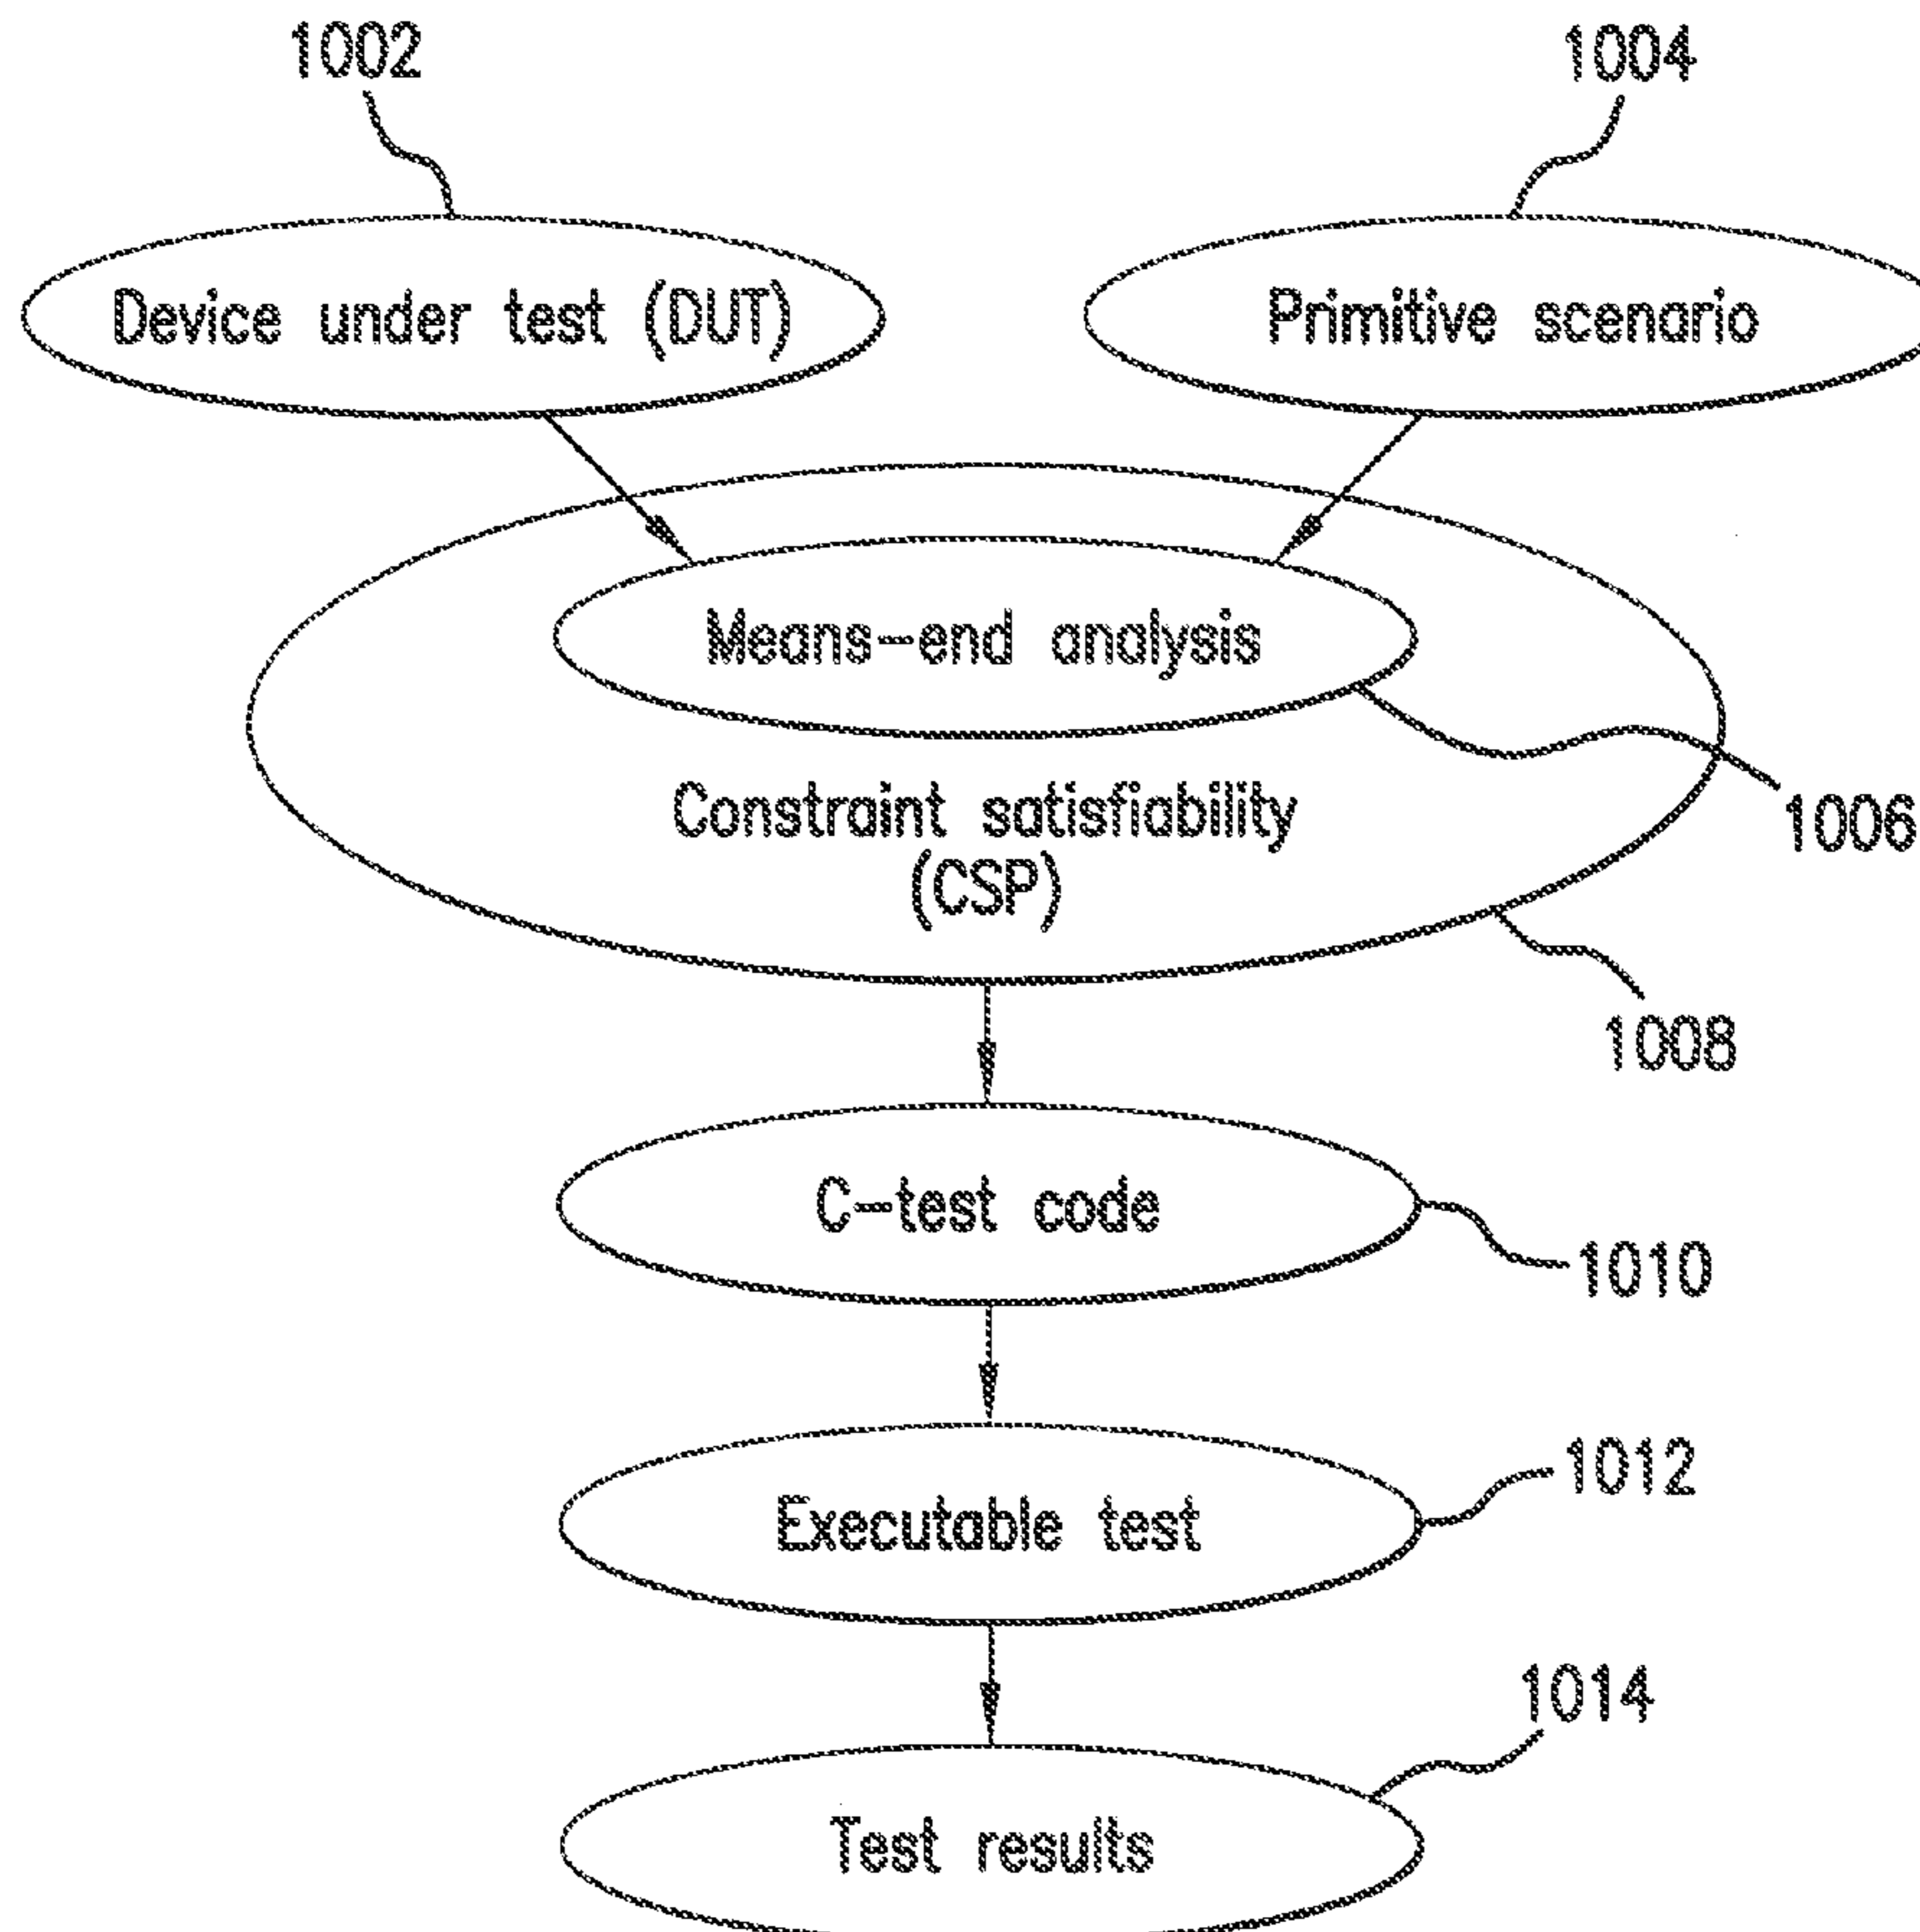 1002
1004
Device under test (DUT)
Primitive scenario
Means-end analysis
1006
Constraint satisfiability
(CSP)
1008
C-test code
1010
1012
Executable test
1014
Test results